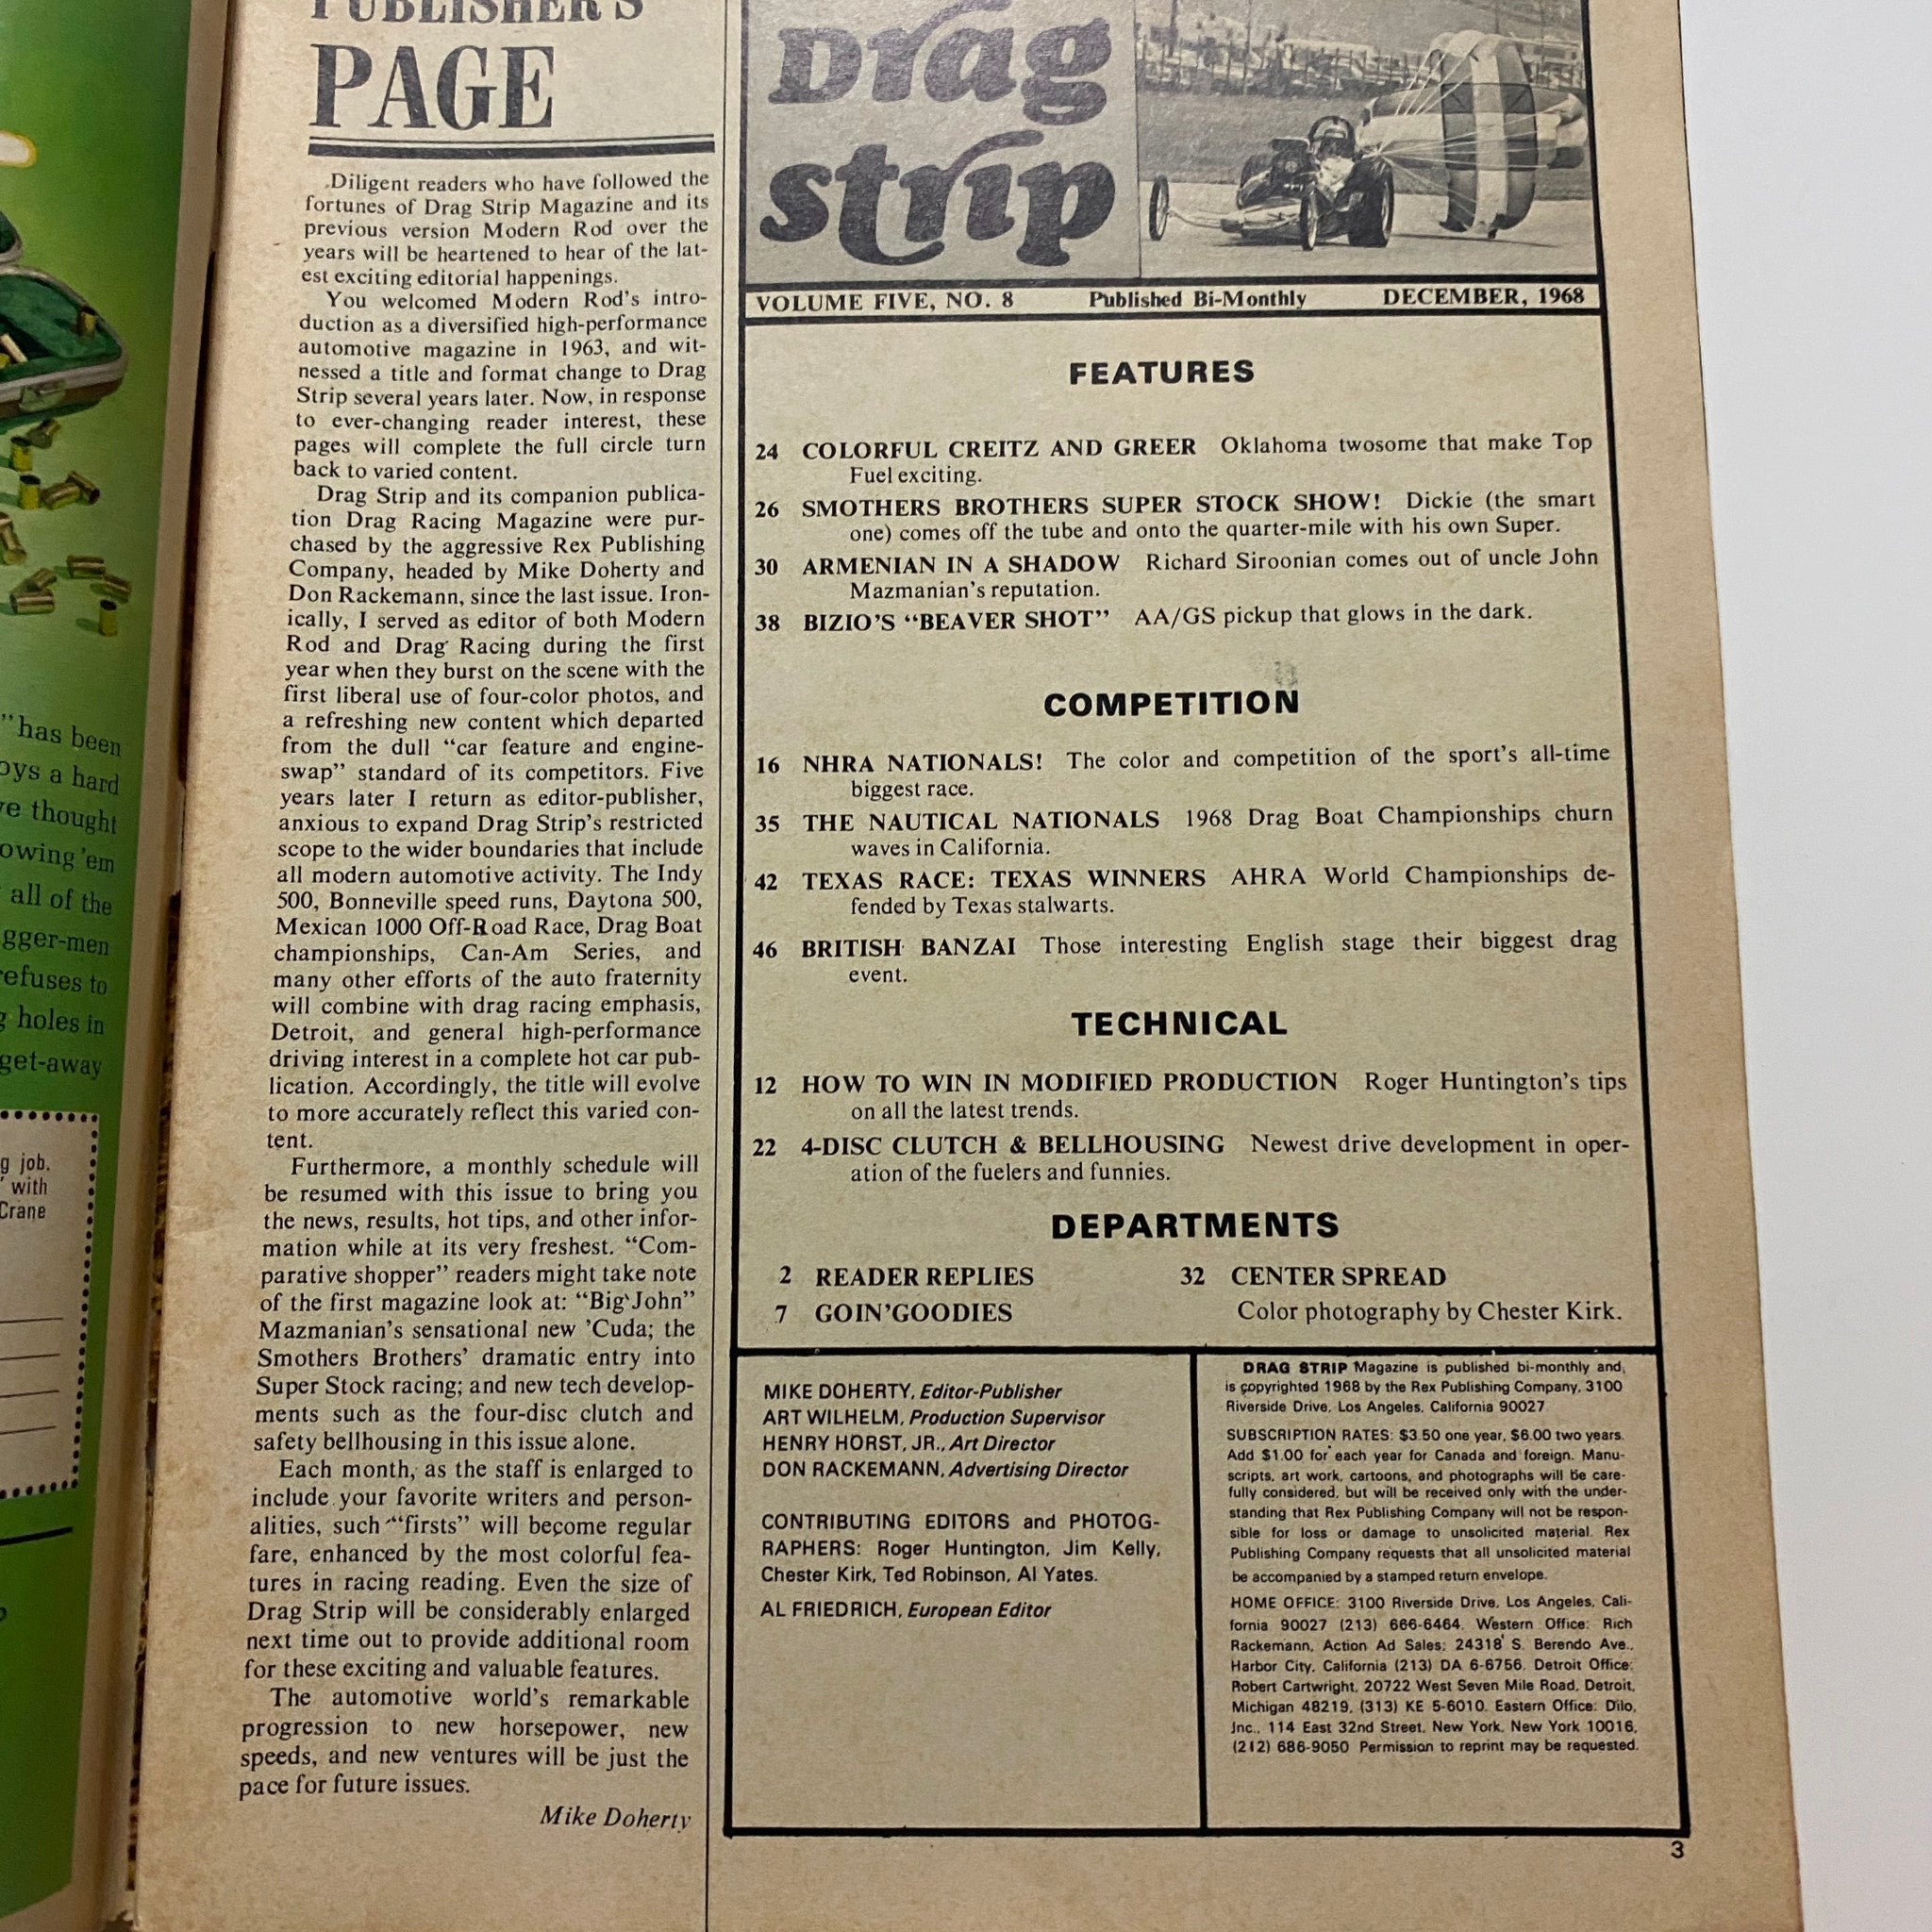 PUBLISHER'S
PAGE
Diligent readers who have followed the
fortunes of Drag Strip Magazine and its
previous version Modern Rod over the
years will be heartened to hear of the lat-
est exciting editorial happenings.
You welcomed Modern Rod's intro-
duction as a diversified high-performance
automotive magazine in 1963, and wit-
nessed a title and format change to Drag
Strip several years later. Now, in response
to ever-changing reader interest, these
pages will complete the full circle turn
back to varied content.
Drag Strip and its companion publica-
tion Drag Racing Magazine were pur-
chased by the aggressive Rex Publishing
Company, headed by Mike Doherty and
Don Rackemann, since the last issue. Iron-
ically, I served as editor of both Modern
Rod and Drag Racing during the first
year when they burst on the scene with the
first liberal use of four-color photos, and
a refreshing new content which departed
from the dull “car feature and engine-
swap” standard of its competitors. Five
years later I return as editor-publisher,
anxious to expand Drag Strip's restricted
scope to the wider boundaries that include
all modern automotive activity. The Indy
500, Bonneville speed runs, Daytona 500,
Mexican 1000 Off-Road Race, Drag Boat
championships, Can-Am Series, and
many other efforts of the auto fraternity
will combine with drag racing emphasis,
Detroit, and general high-performance
driving interest in a complete hot car pub-
lication. Accordingly, the title will evolve
to more accurately reflect this varied con-
tent.
Furthermore, a monthly schedule will
be resumed with this issue to bring you
the news, results, hot tips, and other infor-
mation while at its very freshest. “Com-
parative shopper” readers might take note
of the first magazine look at: “Big John”
Mazmanian's sensational new 'Cuda; the
Smothers Brothers' dramatic entry into
Super Stock racing; and new tech develop-
ments such as the four-disc clutch and
safety bellhousing in this issue alone.
Each month, as the staff is enlarged to
include your favorite writers and person-
alities, such “firsts” will become regular
fare, enhanced by the most colorful fea-
tures in racing reading. Even the size of
Drag Strip will be considerably enlarged
next time out to provide additional room
for these exciting and valuable features.
The automotive world's remarkable
progression to new horsepower, new
speeds, and new ventures will be just the
pace for future issues.
Mike Doherty
Drag
strip
VOLUME FIVE, NO. 8 Published Bi-Monthly DECEMBER, 1968
FEATURES
24 COLORFUL CREITZ AND GREER Oklahoma twosome that make Top
Fuel exciting.
26 SMOTHERS BROTHERS SUPER STOCK SHOW! Dickie (the smart
one) comes off the tube and onto the quarter-mile with his own Super.
30 ARMENIAN IN A SHADOW Richard Siroonian comes out of uncle John
Mazmanian's reputation.
38 BIZIO'S “BEAVER SHOT” AA/GS pickup that glows in the dark.
COMPETITION
16 NHRA NATIONALS! The color and competition of the sport's all-time
biggest race.
35 THE NAUTICAL NATIONALS 1968 Drag Boat Championships churn
waves in California.
42 TEXAS RACE: TEXAS WINNERS AHRA World Championships de-
fended by Texas stalwarts.
46 BRITISH BANZAI Those interesting English stage their biggest drag
event.
TECHNICAL
12 HOW TO WIN IN MODIFIED PRODUCTION Roger Huntington's tips
on all the latest trends.
22 4-DISC CLUTCH & BELLHOUSING Newest drive development in oper-
ation of the fuelers and funnies.
DEPARTMENTS
2 READER REPLIES
7 GOIN'GOODIES
32 CENTER SPREAD
Color photography by Chester Kirk.
MIKE DOHERTY, Editor-Publisher
ART WILHELM, Production Supervisor
HENRY HORST, JR., Art Director
DON RACKEMANN, Advertising Director
CONTRIBUTING EDITORS and PHOTOG-
RAPHERS: Roger Huntington, Jim Kelly,
Chester Kirk, Ted Robinson, Al Yates.
AL FRIEDRICH, European Editor
DRAG STRIP Magazine is published bi-monthly and,
is copyrighted 1968 by the Rex Publishing Company, 3100
Riverside Drive, Los Angeles, California 90027
SUBSCRIPTION RATES: $3.50 one year, $6.00 two years.
Add $1.00 for each year for Canada and foreign. Manu-
scripts, art work, cartoons, and photographs will be care-
fully considered, but will be received only with the under-
standing that Rex Publishing Company will not be respon-
sible for loss or damage to unsolicited material. Rex
Publishing Company requests that all unsolicited material
be accompanied by a stamped return envelope.
HOME OFFICE: 3100 Riverside Drive, Los Angeles, Cali-
fornia 90027 (213) 666-6464. Western Office: Rich
Rackemann, Action Ad Sales; 24318 S. Berendo Ave.,
Harbor City, California (213) DA 6-6756. Detroit Office:
Robert Cartwright, 20722 West Seven Mile Road, Detroit,
Michigan 48219, (313) KE 5-6010. Eastern Office: Dilo,
Inc., 114 East 32nd Street, New York, New York 10016,
(212) 686-9050 Permission to reprint may be requested.
3
” has been
oys a hard
ve thought
owing 'em
all of the
gger-men
refuses to
g holes in
get-away
g job.
' with
Crane